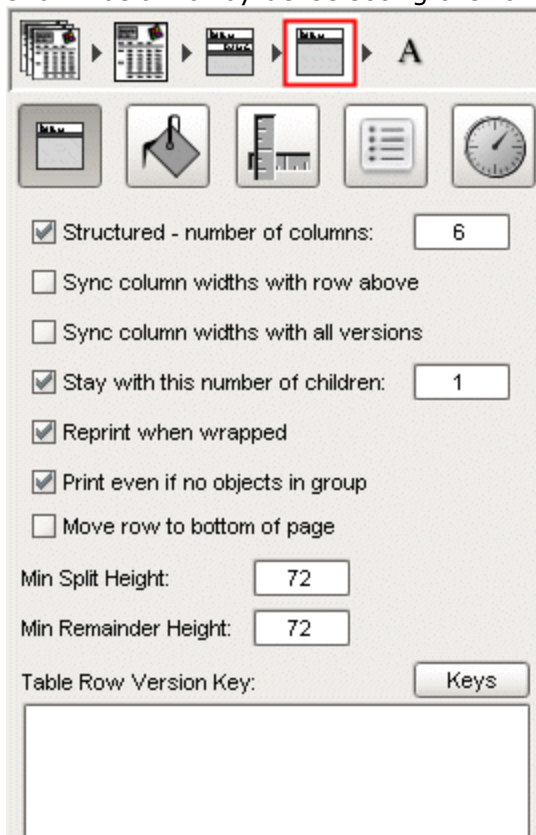 A
Structured - number of columns: 6
Sync column widths with row above
Sync column widths with all versions
Stay with this number of children: 1
Reprint when wrapped
Print even if no objects in group
Move row to bottom of page
Min Split Height: 72
Min Remainder Height: 72
Table Row Version Key: Keys